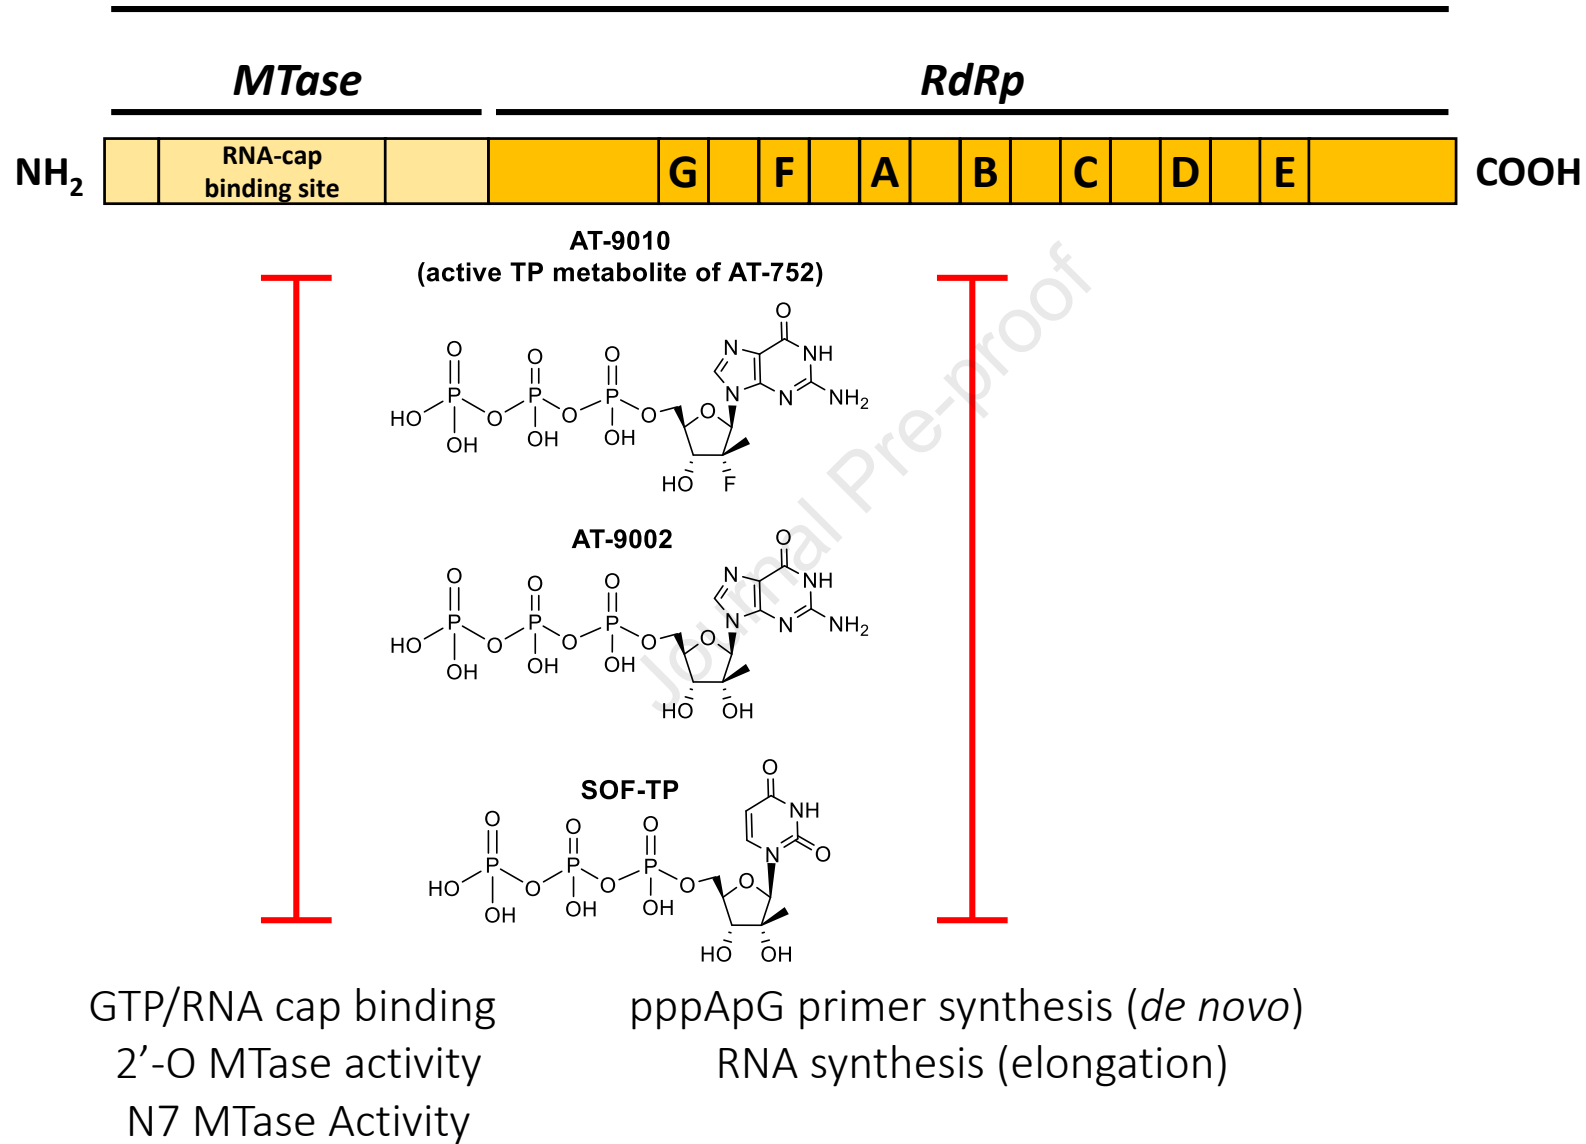 MTase
RdRp
NH2
RNA-cap
binding site
G F A B C D E
COOH
AT-9010
(active TP metabolite of AT-752)
O O O O
N NH
N N NH2
HO P O P O P O O
OH OH OH
HO F
AT-9002
O O O O
N NH
N N NH2
HO P O P O P O O
OH OH OH
HO OH
SOF-TP
O O O O
NH
N O
HO P O P O P O O
OH OH OH
HO OH
GTP/RNA cap binding
2’-O MTase activity
N7 MTase Activity
pppApG primer synthesis (de novo)
RNA synthesis (elongation)
Journal Pre-proof